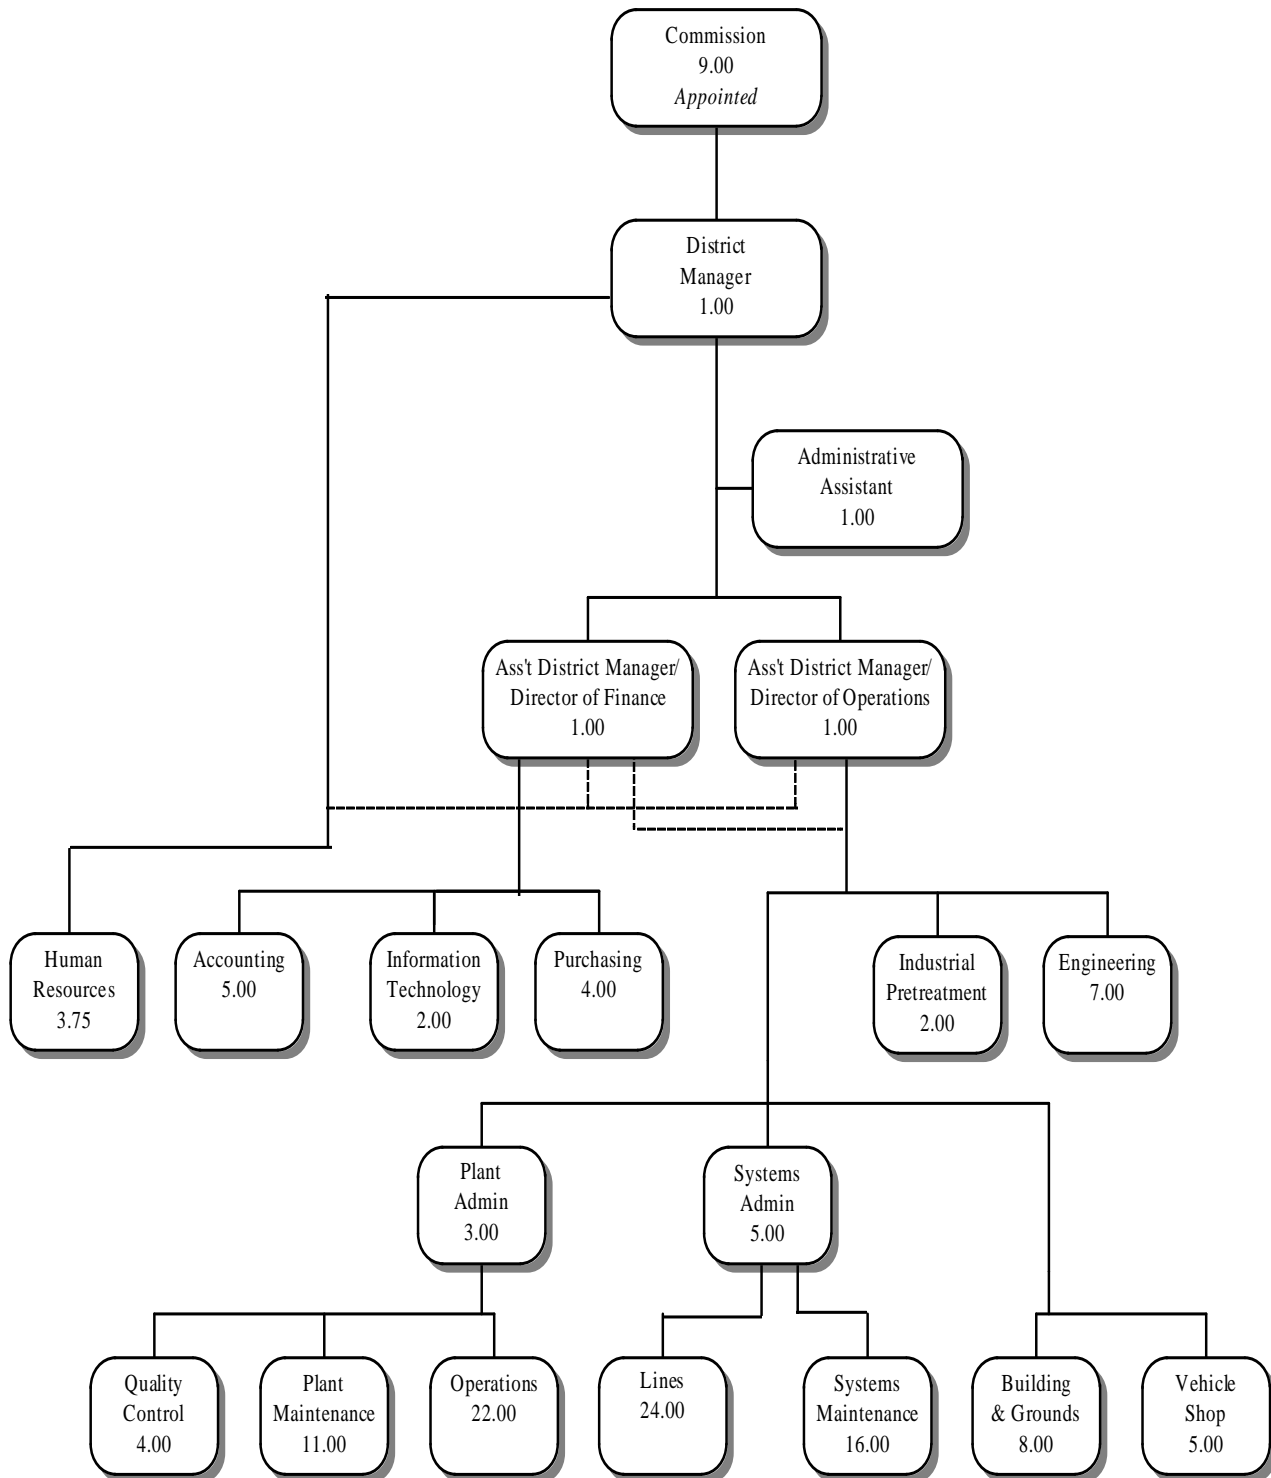 Commission
9.00
Appointed
District
Manager
1.00
Administrative
Assistant
1.00
Ass't District Manager/
Director of Finance
1.00
Ass't District Manager/
Director of Operations
1.00
Human
Resources
3.75
Accounting
5.00
Information
Technology
2.00
Purchasing
4.00
Industrial
Pretreatment
2.00
Engineering
7.00
Plant
Admin
3.00
Systems
Admin
5.00
Quality
Control
4.00
Plant
Maintenance
11.00
Operations
22.00
Lines
24.00
Systems
Maintenance
16.00
Building
& Grounds
8.00
Vehicle
Shop
5.00